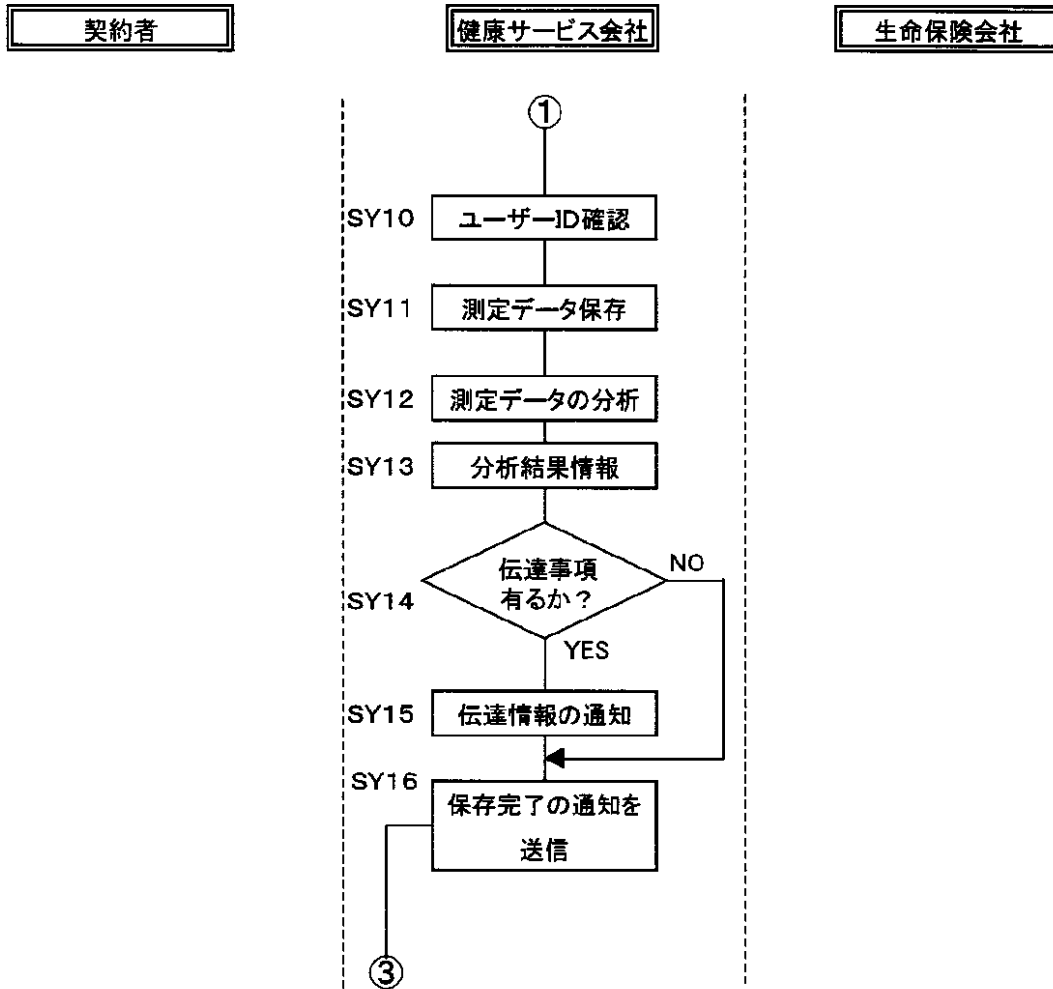 契約者
健康サービス会社
生命保険会社
①
SY10
ユーザーID確認
SY11
測定データ保存
SY12
測定データの分析
SY13
分析結果情報
SY14
伝達事項
有るか？
NO
YES
SY15
伝達情報の通知
SY16
保存完了の通知を
送信
③